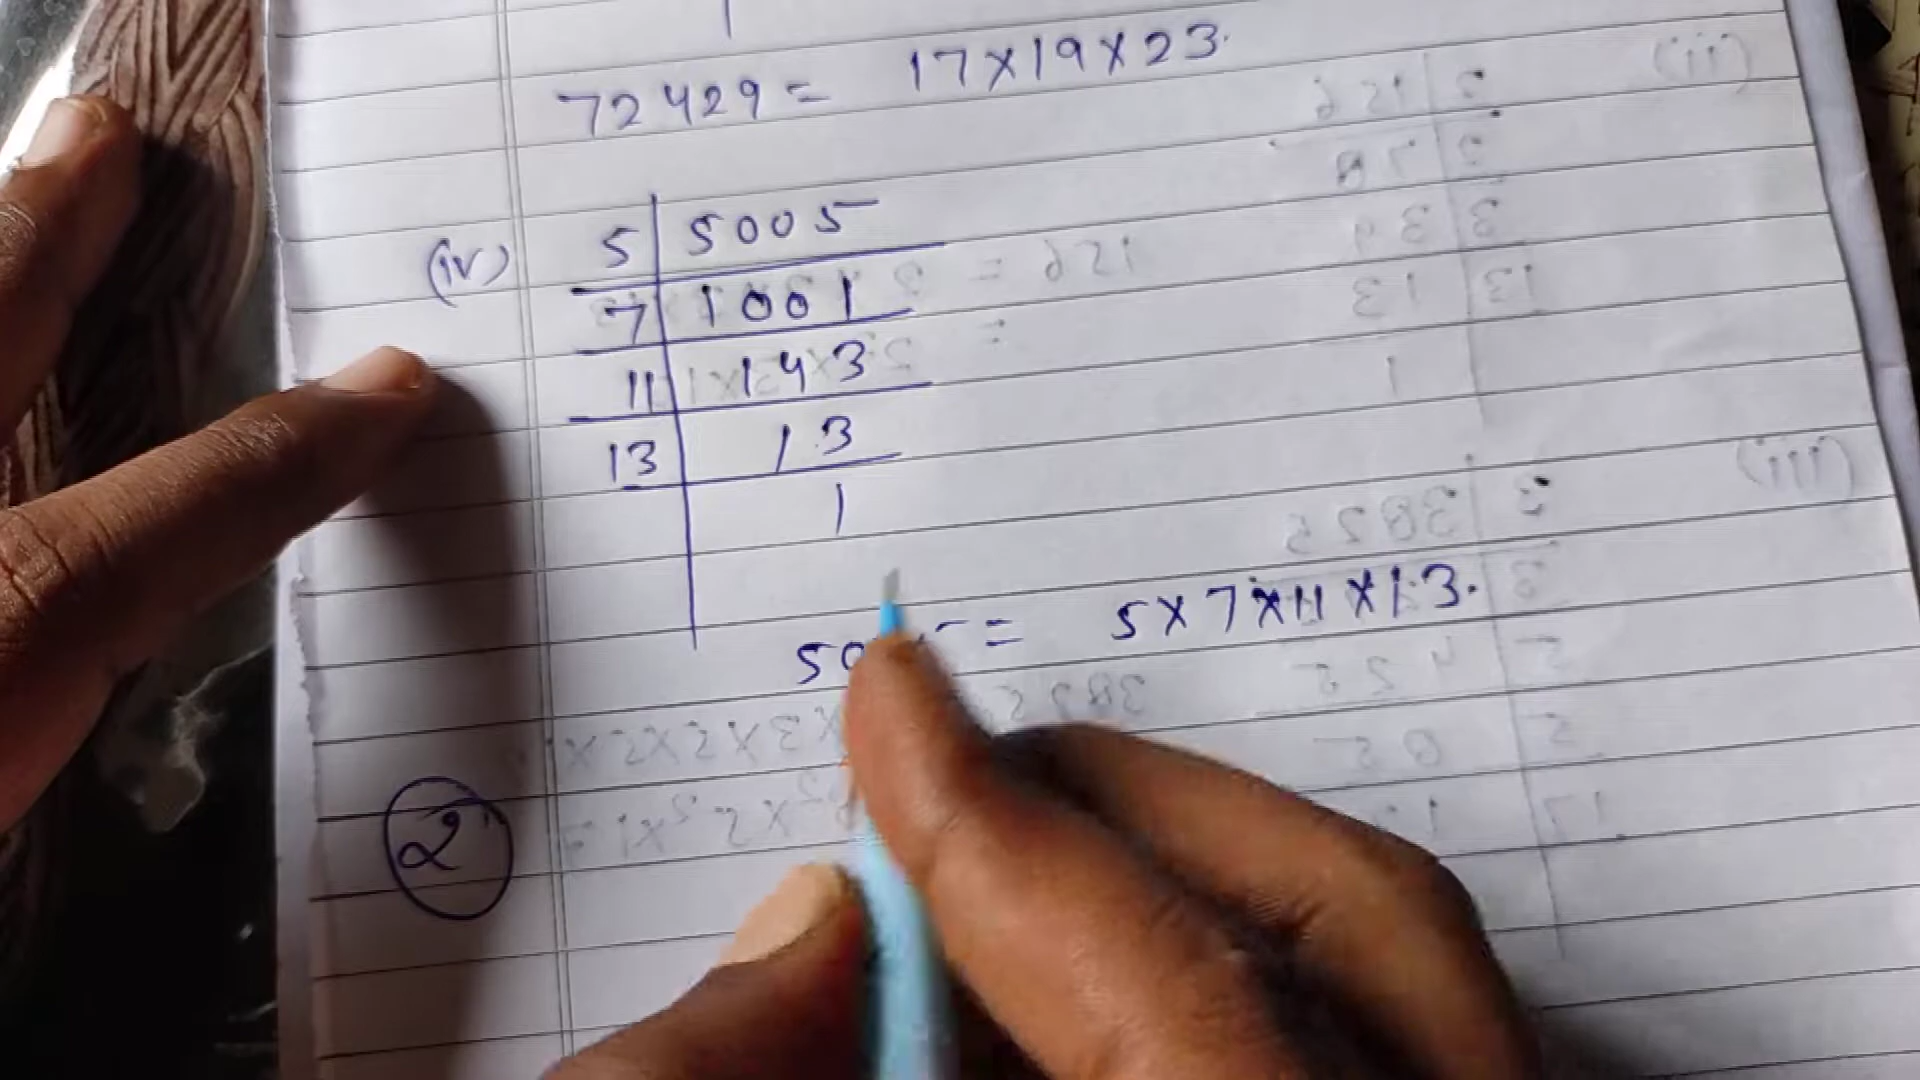 72429 = 17×19×23.
(iv) 5 | 5005
7 | 1001
11 | 143
13 | 13
1
= 5×7×11×13.
2